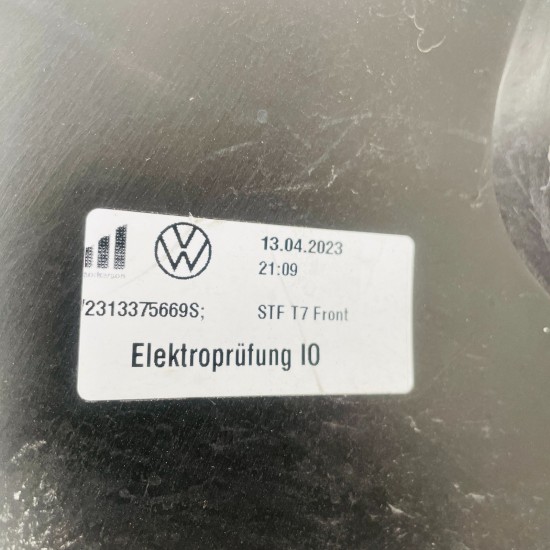 13.04.2023
21:09
2313375669S;
STF T7 Front
Elektroprüfung IO